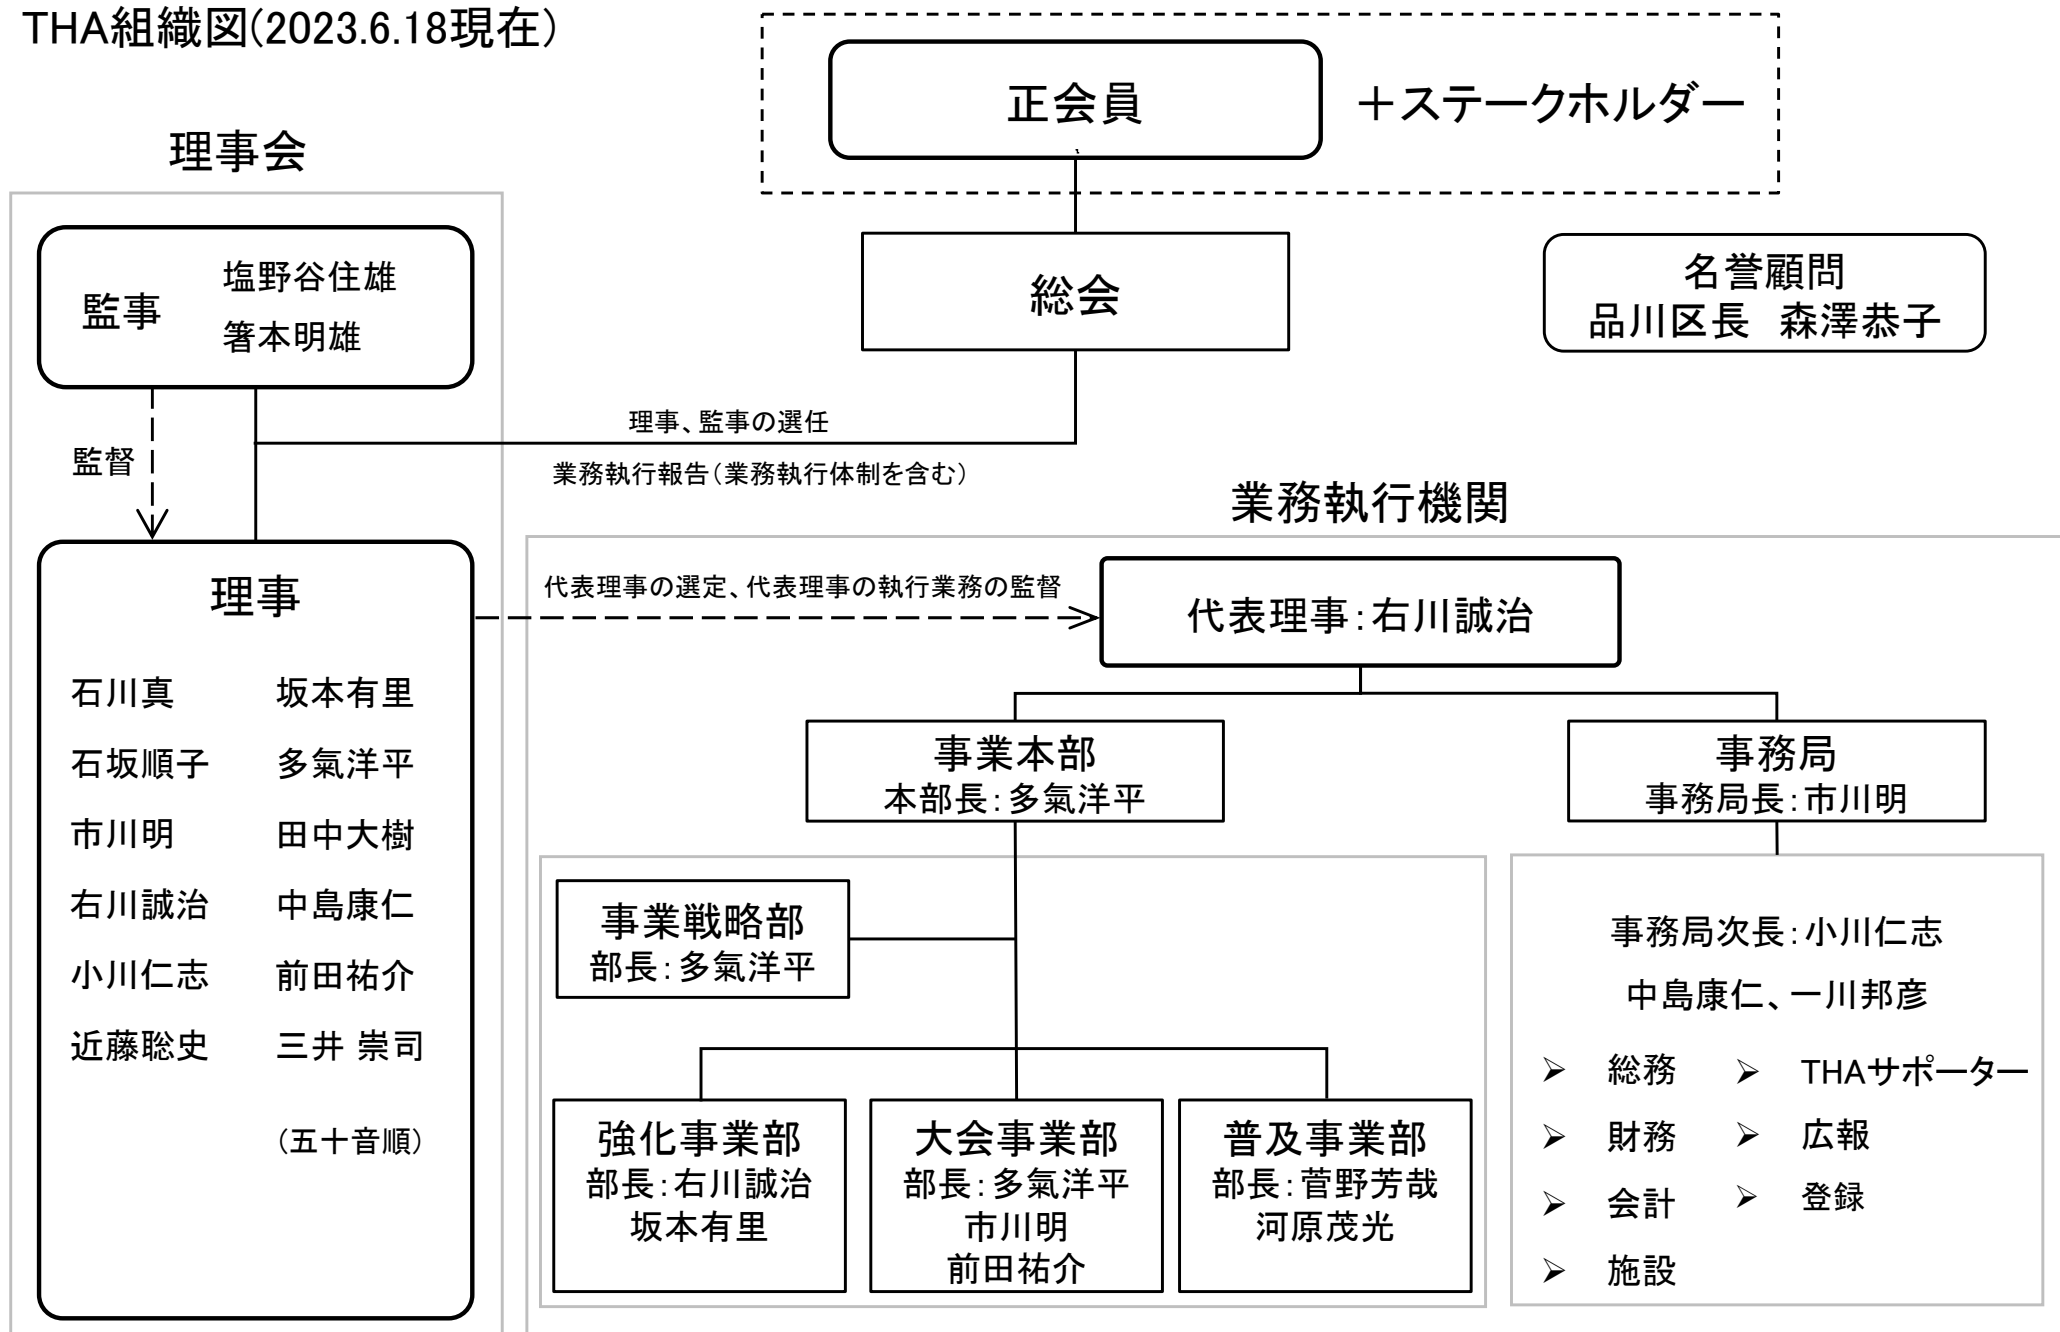 THA組織図(2023.6.18現在)
正会員
＋ステークホルダー
理事会
監事
塩野谷住雄
箸本明雄
総会
名誉顧問
品川区長　森澤恭子
理事、監事の選任
監督
業務執行報告(業務執行体制を含む)
業務執行機関
理事
代表理事の選定、代表理事の執行業務の監督
代表理事：右川誠治
石川真
坂本有里
石坂順子
多氣洋平
市川明
田中大樹
右川誠治
中島康仁
小川仁志
前田祐介
近藤聡史
三井 崇司
(五十音順)
事業本部
本部長：多氣洋平
事務局
事務局長：市川明
事業戦略部
部長：多氣洋平
強化事業部
部長：右川誠治
坂本有里
大会事業部
部長：多氣洋平
市川明
前田祐介
普及事業部
部長：菅野芳哉
河原茂光
事務局次長：小川仁志
中島康仁、一川邦彦
➢ 総務
➢ THAサポーター
➢ 財務
➢ 広報
➢ 会計
➢ 登録
➢ 施設